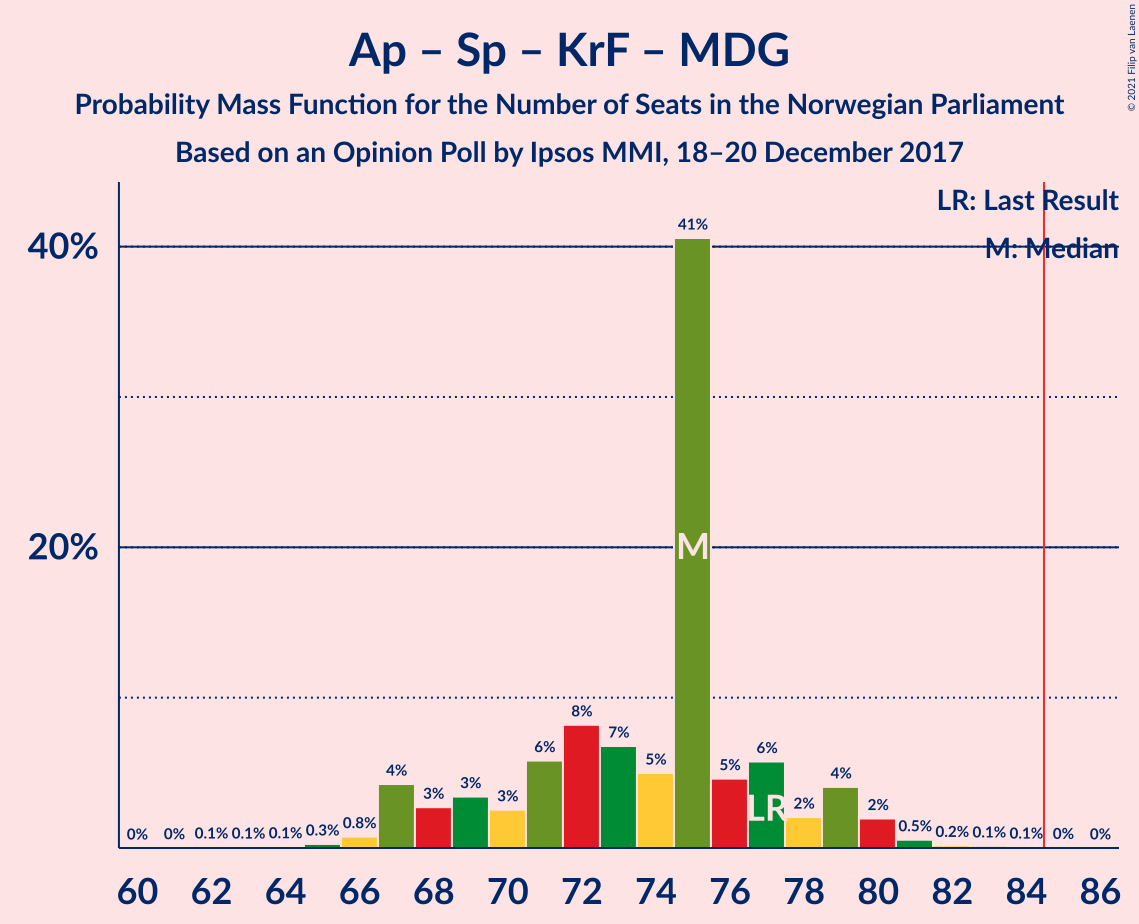 Ap – Sp – KrF – MDG
Probability Mass Function for the Number of Seats in the Norwegian Parliament
Based on an Opinion Poll by Ipsos MMI, 18–20 December 2017
© 2021 Filip van Laenen
LR: Last Result
M: Median
40%
20%
0% 0% 0.1% 0.1% 0.1% 0.3% 0.8% 4% 3% 3% 3% 6% 8% 7% 5% 41% 5% 6% 2% 4% 2% 0.5% 0.2% 0.1% 0.1% 0% 0%
M
LR
60 62 64 66 68 70 72 74 76 78 80 82 84 86